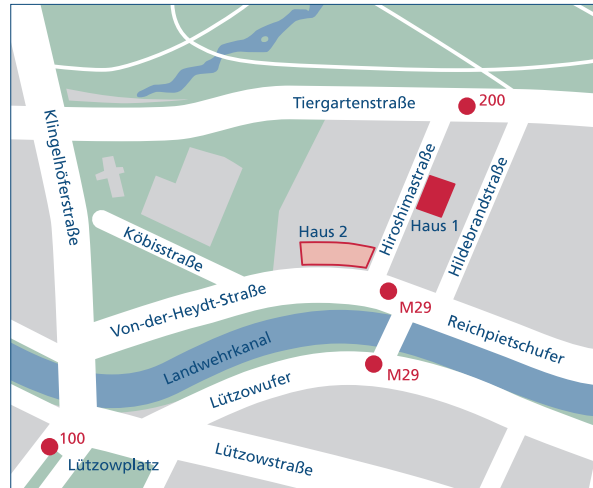 200
Tiergartenstraße
Klingelhöferstraße
Hiroshimastraße
Hildebrandstraße
Haus 1
Haus 2
Köbisstraße
Von-der-Heydt-Straße
M29
Reichpietschufer
Landwehrkanal
M29
Lützowufer
100
Lützowplatz
Lützowstraße